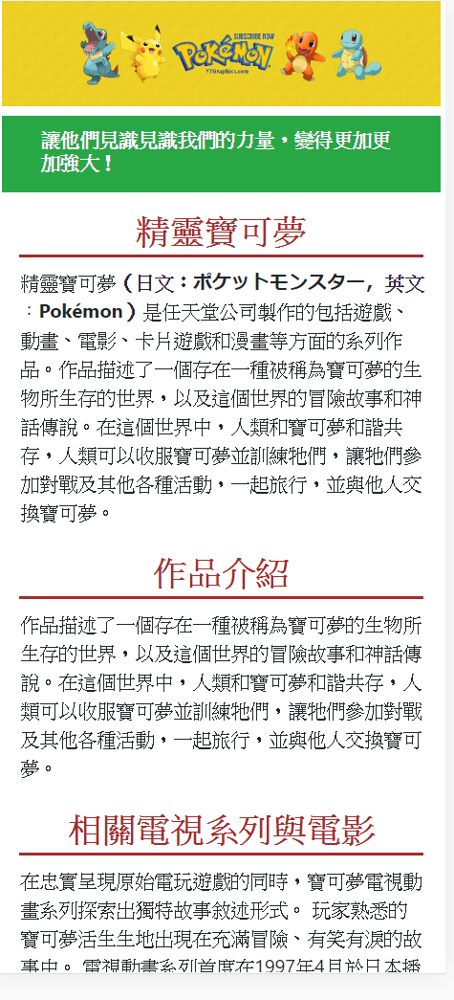 SUBSCRIBE NOW
POKéMON
YTGraphics.com
讓他們見識見識我們的力量，變得更加更
加強大！
精靈寶可夢
精靈寶可夢（日文：ポケットモンスター，英文
：Pokémon）是任天堂公司製作的包括遊戲、
動畫、電影、卡片遊戲和漫畫等方面的系列作
品。作品描述了一個存在一種被稱為寶可夢的生
物所生存的世界，以及這個世界的冒險故事和神
話傳說。在這個世界中，人類和寶可夢和諧共
存，人類可以收服寶可夢並訓練牠們，讓牠們參
加對戰及其他各種活動，一起旅行，並與他人交
換寶可夢。
作品介紹
作品描述了一個存在一種被稱為寶可夢的生物所
生存的世界，以及這個世界的冒險故事和神話傳
說。在這個世界中，人類和寶可夢和諧共存，人
類可以收服寶可夢並訓練牠們，讓牠們參加對戰
及其他各種活動，一起旅行，並與他人交換寶可
夢。
相關電視系列與電影
在忠實呈現原始電玩遊戲的同時，寶可夢電視動
畫系列探索出獨特故事敘述形式。 玩家熟悉的
寶可夢活生生地出現在充滿冒險、有笑有淚的故
事中。 電視動畫系列首度在1997年4月於日本播